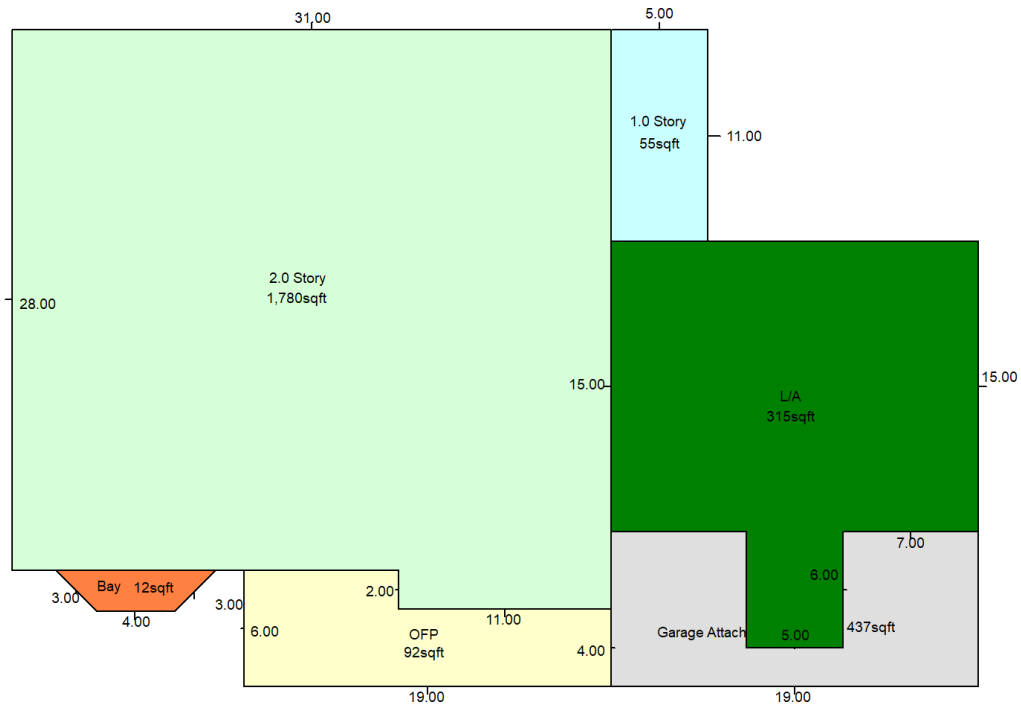 31.00
5.00
1.0 Story
55sqft
11.00
2.0 Story
1,780sqft
28.00
15.00
15.00
L/A
315sqft
7.00
Bay 12sqft
3.00
3.00
4.00
2.00
11.00
6.00
OFP
92sqft
4.00
19.00
6.00
Garage Attach
5.00
437sqft
19.00